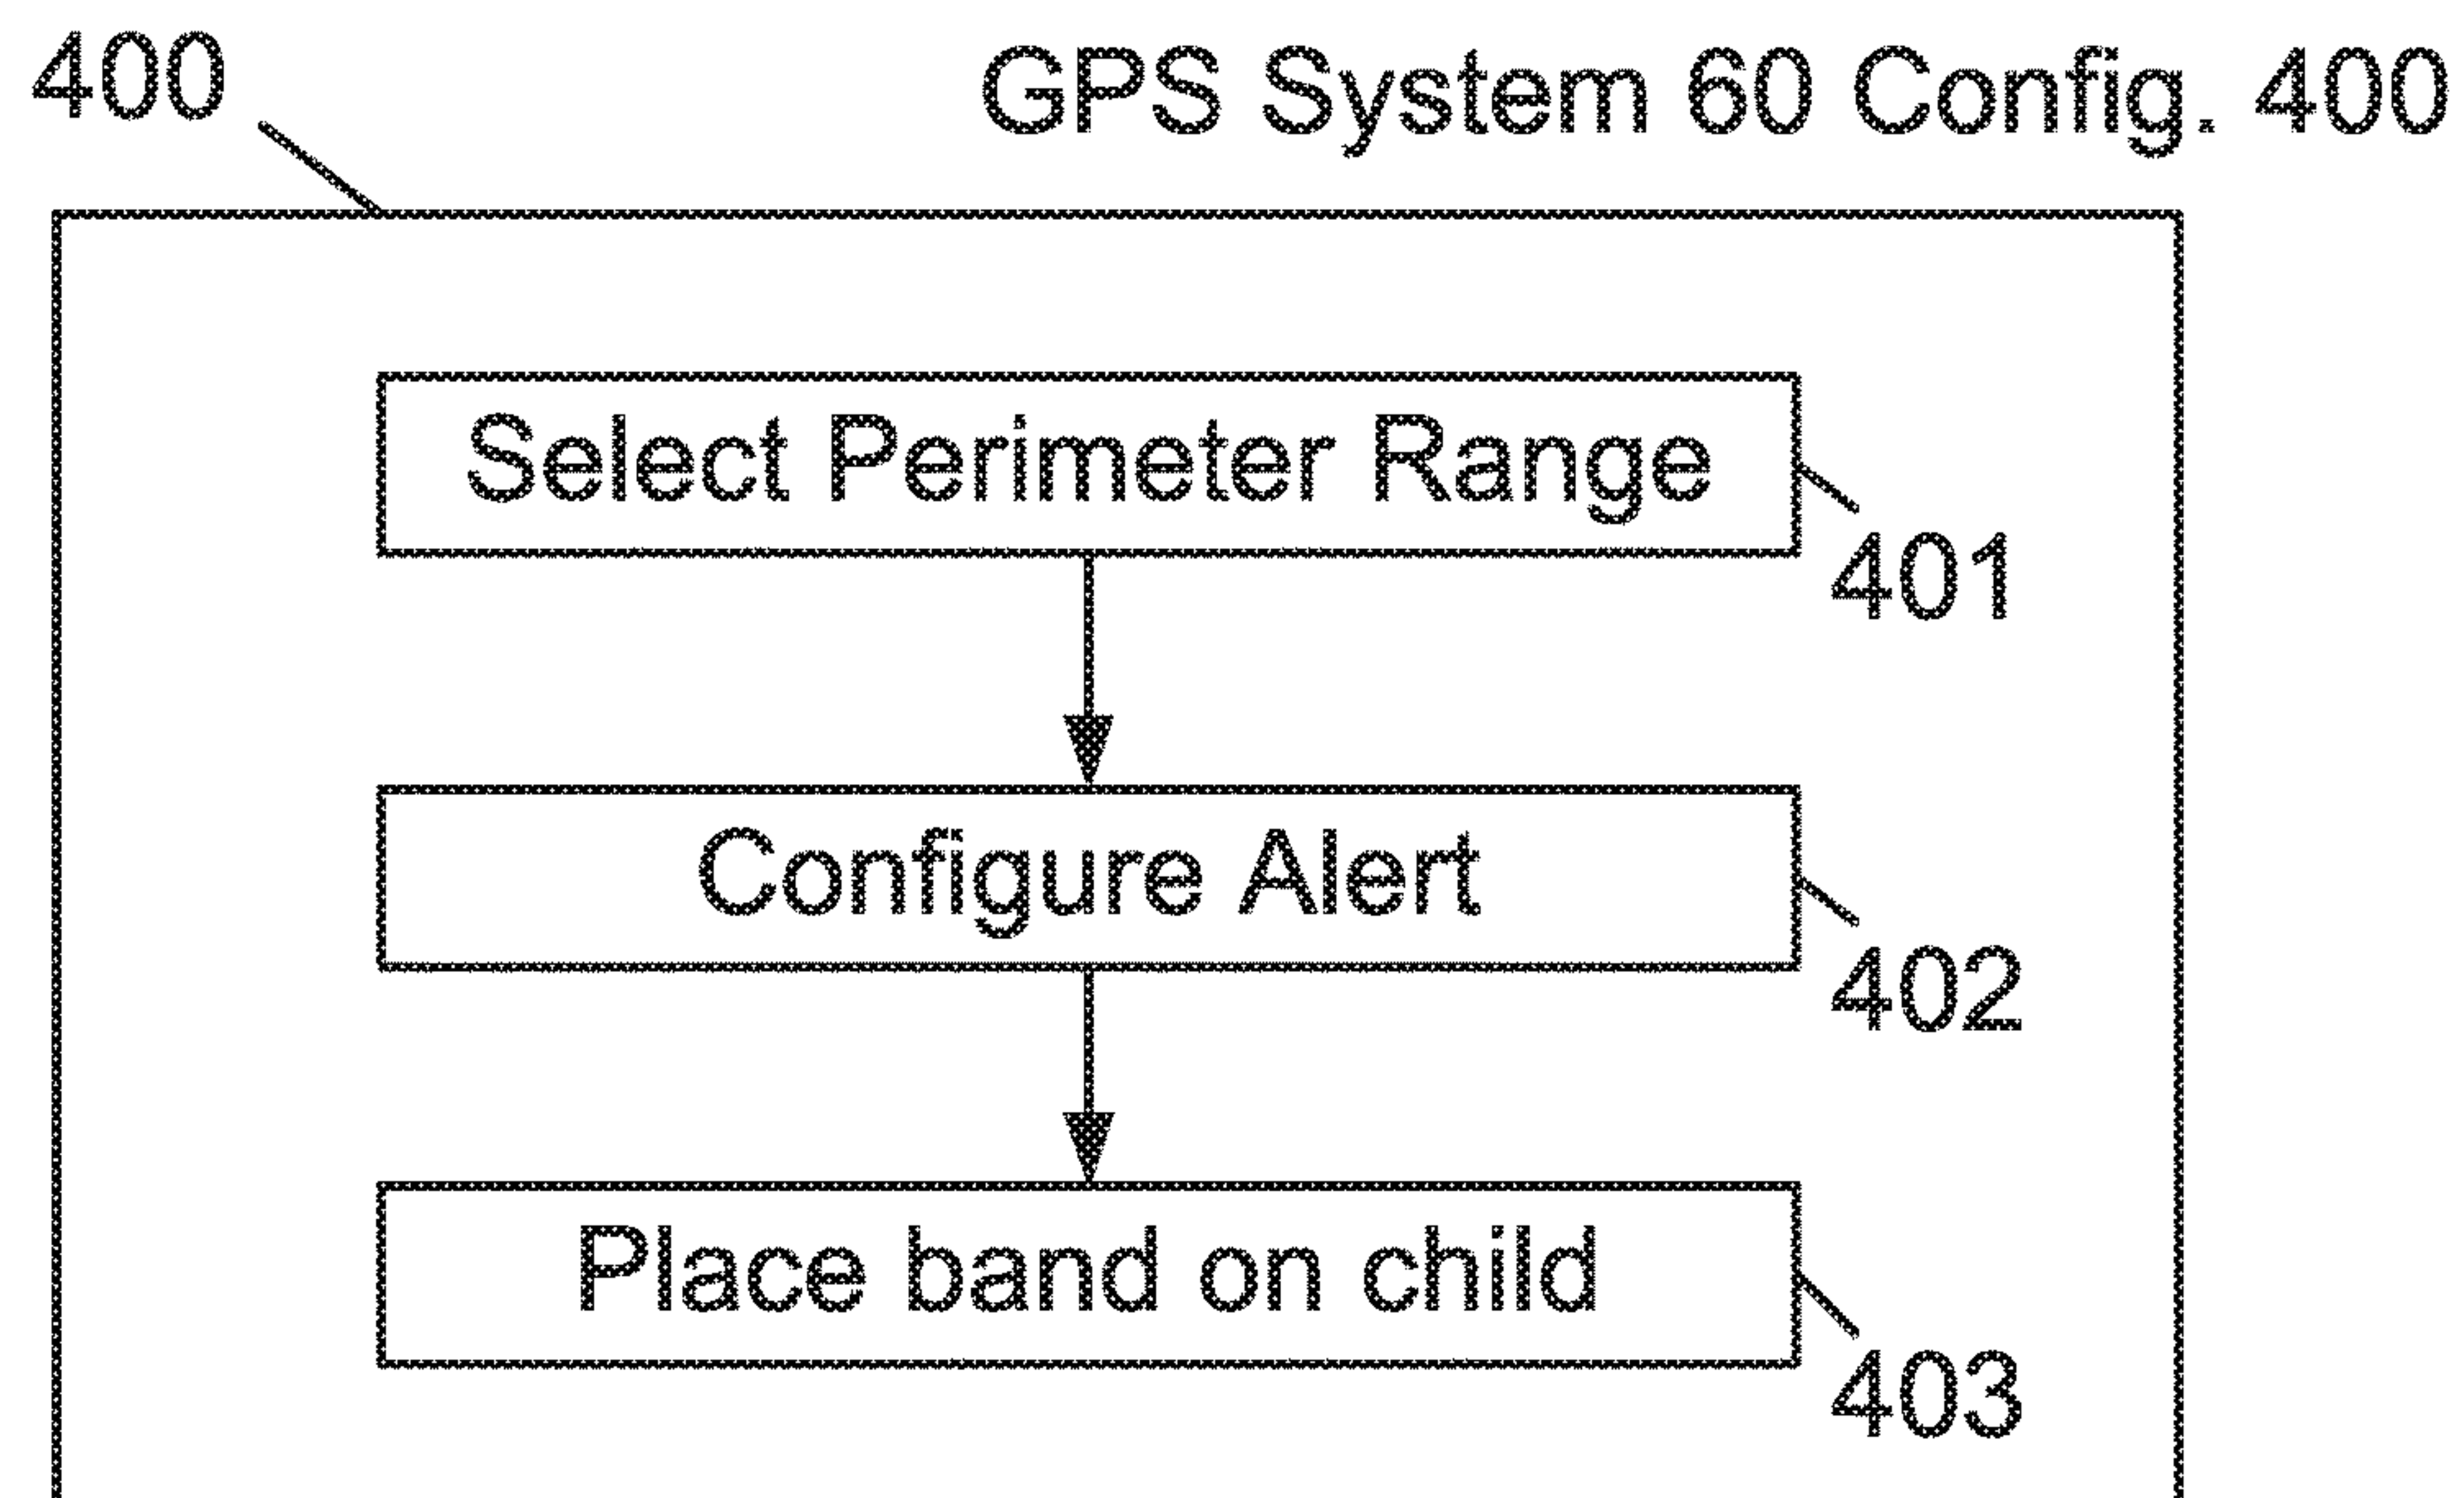 400
GPS System 60 Config. 400
Select Perimeter Range
401
Configure Alert
402
Place band on child
403